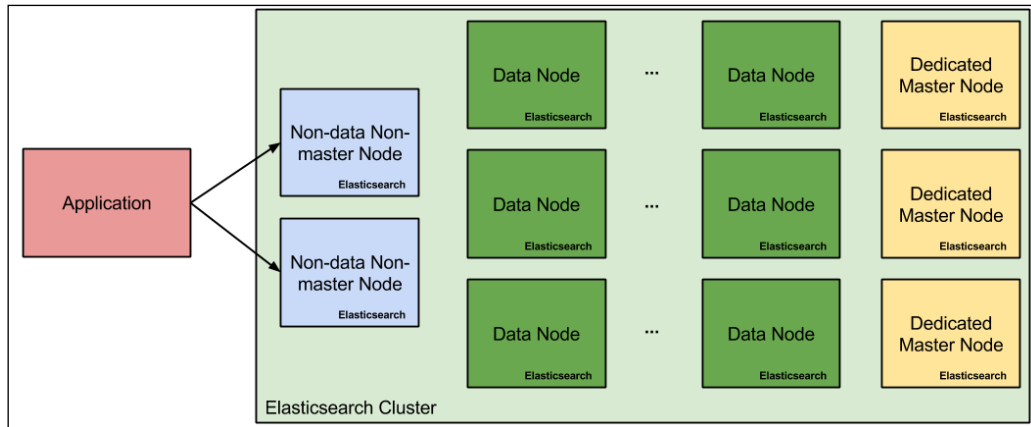 Application
Non-data Non-
master Node
Elasticsearch
Non-data Non-
master Node
Elasticsearch
Data Node
Elasticsearch
...
Data Node
Elasticsearch
Dedicated
Master Node
Elasticsearch
Data Node
Elasticsearch
...
Data Node
Elasticsearch
Dedicated
Master Node
Elasticsearch
Data Node
Elasticsearch
...
Data Node
Elasticsearch
Dedicated
Master Node
Elasticsearch
Elasticsearch Cluster